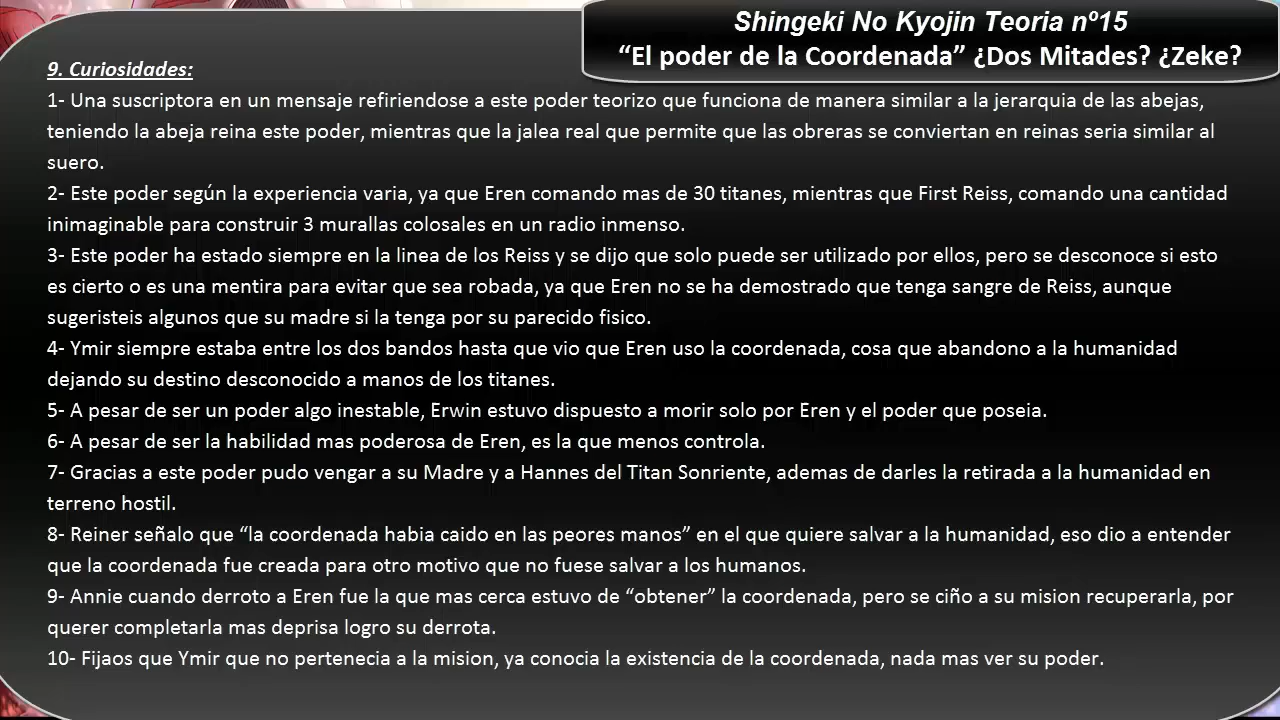 Shingeki No Kyojin Teoria nº15
“El poder de la Coordenada” ¿Dos Mitades? ¿Zeke?
9. Curiosidades:
1- Una suscriptora en un mensaje refiriendose a este poder teorizo que funciona de manera similar a la jerarquia de las abejas,
teniendo la abeja reina este poder, mientras que la jalea real que permite que las obreras se conviertan en reinas seria similar al
suero.
2- Este poder según la experiencia varia, ya que Eren comando mas de 30 titanes, mientras que First Reiss, comando una cantidad
inimaginable para construir 3 murallas colosales en un radio inmenso.
3- Este poder ha estado siempre en la linea de los Reiss y se dijo que solo puede ser utilizado por ellos, pero se desconoce si esto
es cierto o es una mentira para evitar que sea robada, ya que Eren no se ha demostrado que tenga sangre de Reiss, aunque
sugeristeis algunos que su madre si la tenga por su parecido fisico.
4- Ymir siempre estaba entre los dos bandos hasta que vio que Eren uso la coordenada, cosa que abandono a la humanidad
dejando su destino desconocido a manos de los titanes.
5- A pesar de ser un poder algo inestable, Erwin estuvo dispuesto a morir solo por Eren y el poder que poseia.
6- A pesar de ser la habilidad mas poderosa de Eren, es la que menos controla.
7- Gracias a este poder pudo vengar a su Madre y a Hannes del Titan Sonriente, ademas de darles la retirada a la humanidad en
terreno hostil.
8- Reiner señalo que “la coordenada habia caido en las peores manos” en el que quiere salvar a la humanidad, eso dio a entender
que la coordenada fue creada para otro motivo que no fuese salvar a los humanos.
9- Annie cuando derroto a Eren fue la que mas cerca estuvo de “obtener” la coordenada, pero se ciño a su mision recuperarla, por
querer completarla mas deprisa logro su derrota.
10- Fijaos que Ymir que no pertenecia a la mision, ya conocia la existencia de la coordenada, nada mas ver su poder.